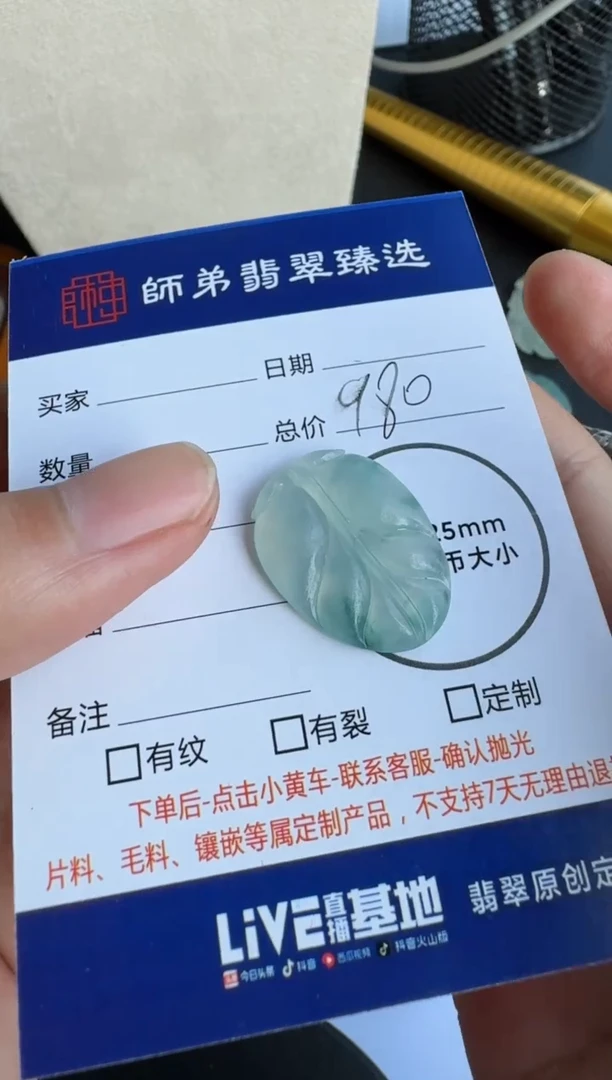 師弟翡翠臻选
买家
日期
数量
总价 980
25mm
币大小
备注
有纹
有裂
定制
下单后-点击小黄车-联系客服-确认抛光
片料、毛料、镶嵌等属定制产品，不支持7天无理由退
LiVE直播基地
翡翠原创定
今日头条 抖音 西瓜视频 抖音火山版